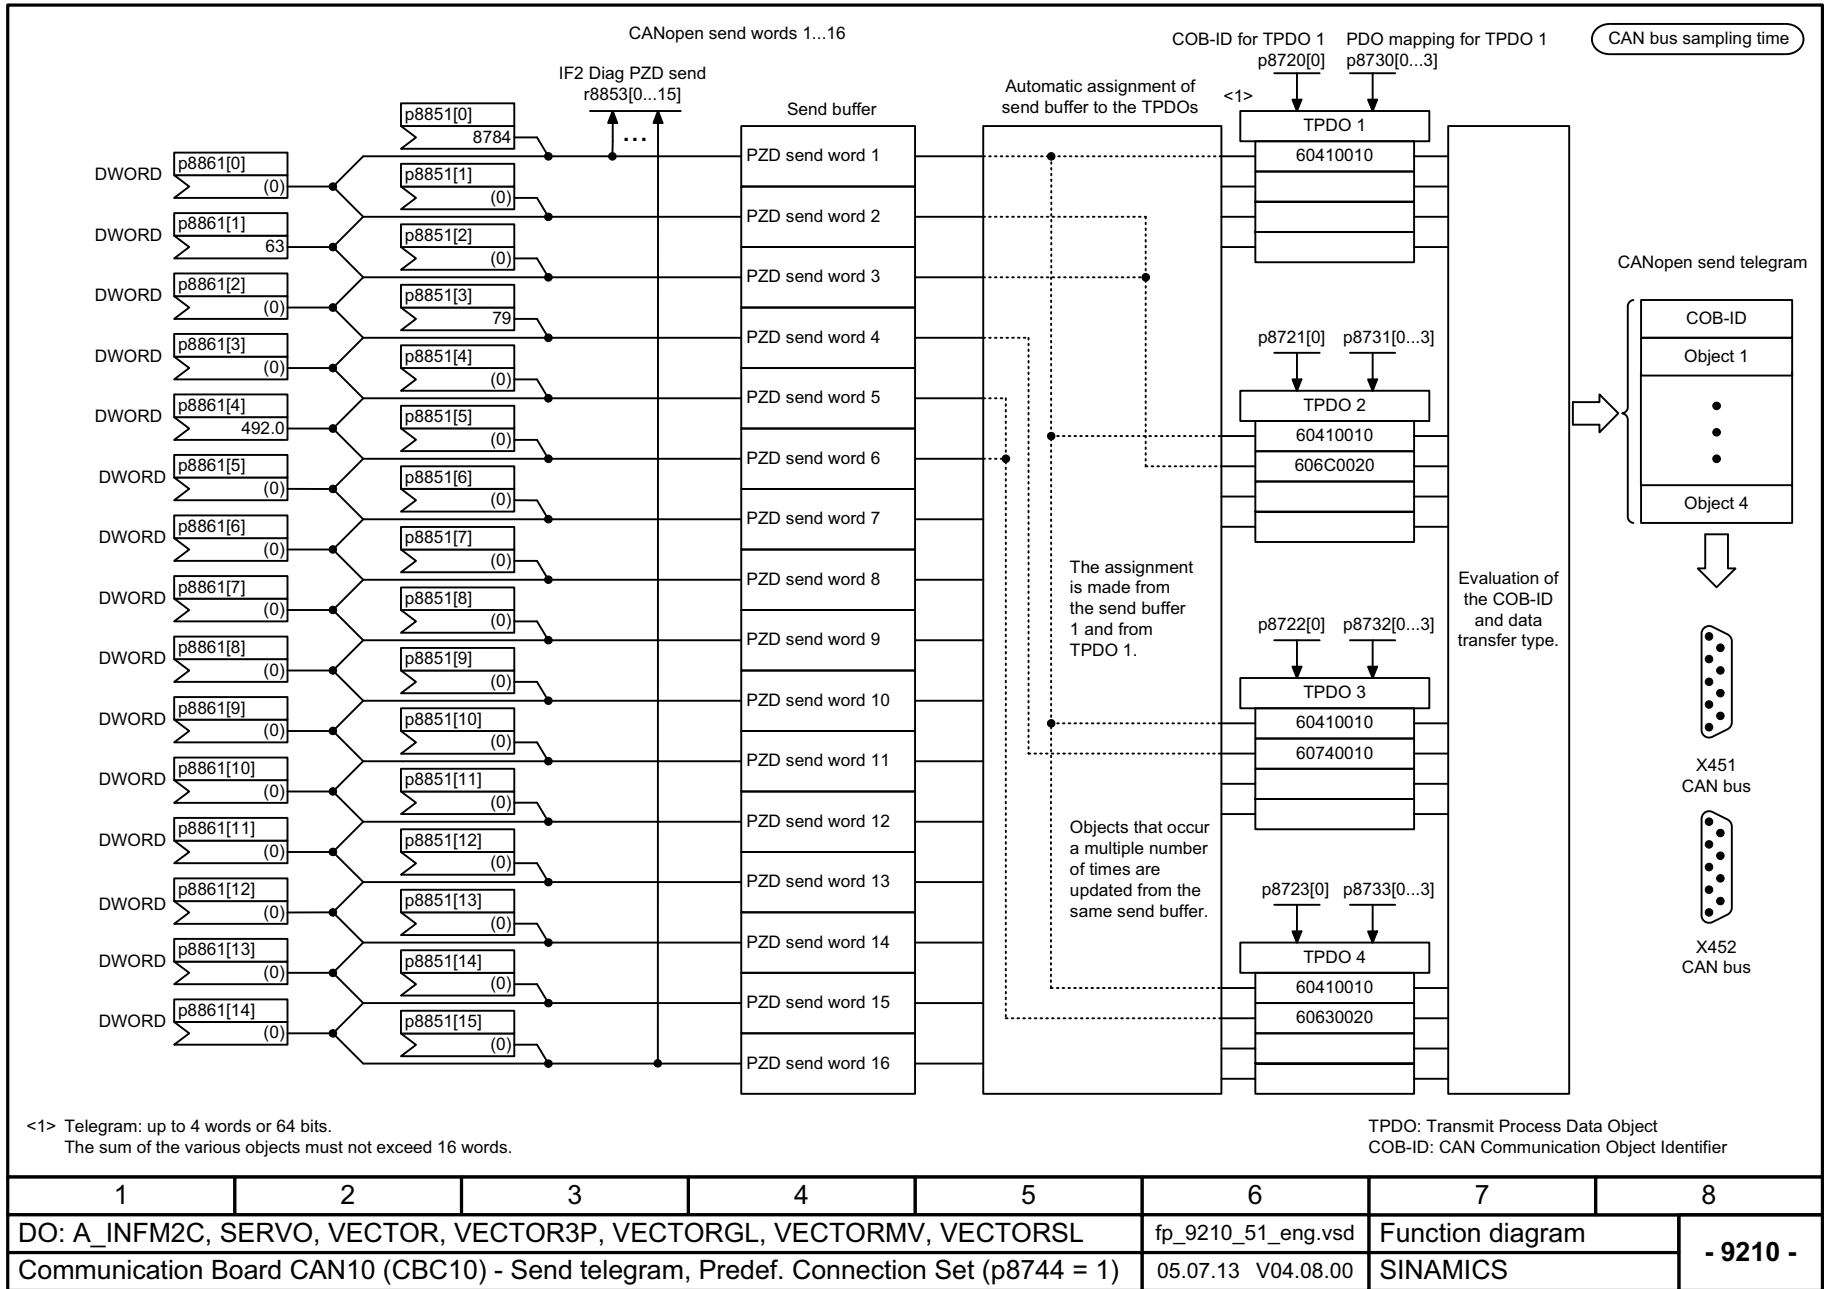 CANopen send words 1...16
IF2 Diag PZD send
r8853[0...15]
...
COB-ID for TPDO 1
p8720[0]
PDO mapping for TPDO 1
p8730[0...3]
CAN bus sampling time
DWORD
p8861[0]
(0)
DWORD
p8861[1]
63
DWORD
p8861[2]
(0)
DWORD
p8861[3]
(0)
DWORD
p8861[4]
492.0
DWORD
p8861[5]
(0)
DWORD
p8861[6]
(0)
DWORD
p8861[7]
(0)
DWORD
p8861[8]
(0)
DWORD
p8861[9]
(0)
DWORD
p8861[10]
(0)
DWORD
p8861[11]
(0)
DWORD
p8861[12]
(0)
DWORD
p8861[13]
(0)
DWORD
p8861[14]
(0)
p8851[0]
8784
p8851[1]
(0)
p8851[2]
(0)
p8851[3]
79
p8851[4]
(0)
p8851[5]
(0)
p8851[6]
(0)
p8851[7]
(0)
p8851[8]
(0)
p8851[9]
(0)
p8851[10]
(0)
p8851[11]
(0)
p8851[12]
(0)
p8851[13]
(0)
p8851[14]
(0)
p8851[15]
(0)
Send buffer
PZD send word 1
PZD send word 2
PZD send word 3
PZD send word 4
PZD send word 5
PZD send word 6
PZD send word 7
PZD send word 8
PZD send word 9
PZD send word 10
PZD send word 11
PZD send word 12
PZD send word 13
PZD send word 14
PZD send word 15
PZD send word 16
Automatic assignment of
send buffer to the TPDOs
The assignment
is made from
the send buffer
1 and from
TPDO 1.
Objects that occur
a multiple number
of times are
updated from the
same send buffer.
<1>
TPDO 1
60410010
p8721[0]
p8731[0...3]
TPDO 2
60410010
606C0020
p8722[0]
p8732[0...3]
TPDO 3
60410010
60740010
p8723[0]
p8733[0...3]
TPDO 4
60410010
60630020
Evaluation of
the COB-ID
and data
transfer type.
CANopen send telegram
COB-ID
Object 1
Object 4
X451
CAN bus
X452
CAN bus
<1> Telegram: up to 4 words or 64 bits.
The sum of the various objects must not exceed 16 words.
TPDO: Transmit Process Data Object
COB-ID: CAN Communication Object Identifier
1 2 3 4 5 6 7 8
DO: A_INFM2C, SERVO, VECTOR, VECTOR3P, VECTORGL, VECTORMV, VECTORSL
fp_9210_51_eng.vsd
Function diagram
- 9210 -
Communication Board CAN10 (CBC10) - Send telegram, Predef. Connection Set (p8744 = 1)
05.07.13 V04.08.00
SINAMICS